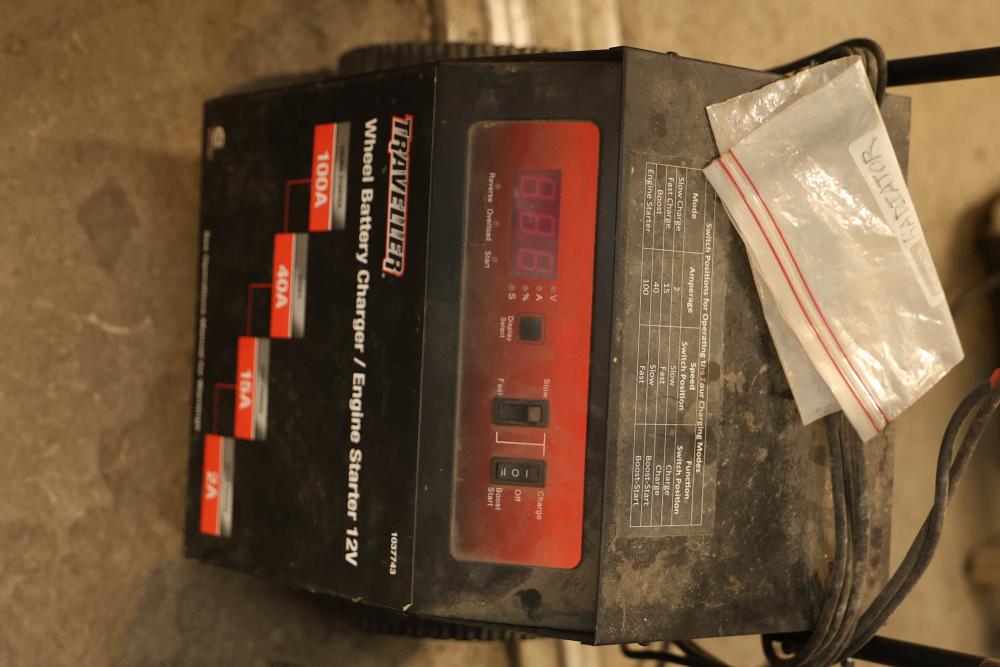 RADIATOR
Switch Positions for Operating the Four Charging Modes
Mode Amperage Speed Switch Position Function Switch Position
Slow Charge 2 Slow Charge
Fast Charge 15 Fast Charge
Boost 40 Slow Boost-Start
Engine Starter 100 Fast Boost-Start
888
V
A
%
S
Reverse Overload Start
Display Select
Slow
Fast
Charge
Off
Boost Start
TRAVELLER
Wheel Battery Charger / Engine Starter 12V
1037743
100A
40A
15A
2A